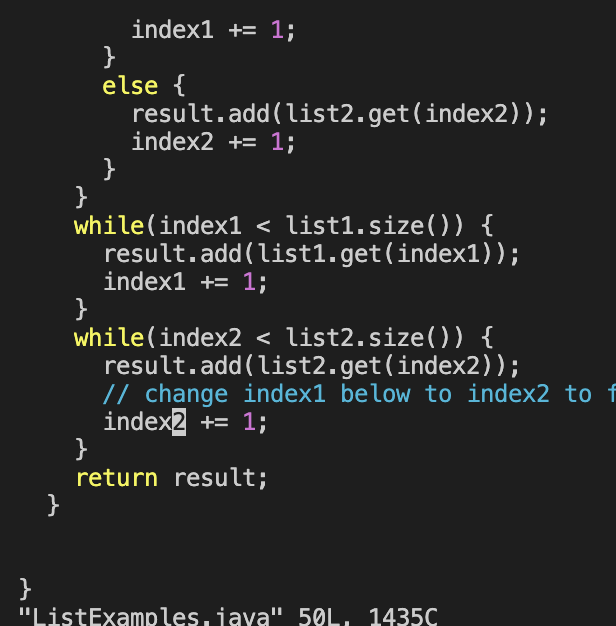 index1 += 1;
}
else {
result.add(list2.get(index2));
index2 += 1;
}
}
while(index1 < list1.size()) {
result.add(list1.get(index1));
index1 += 1;
}
while(index2 < list2.size()) {
result.add(list2.get(index2));
// change index1 below to index2 to f
index2 += 1;
}
return result;
}
}
"ListExamples.java" 50L, 1435C